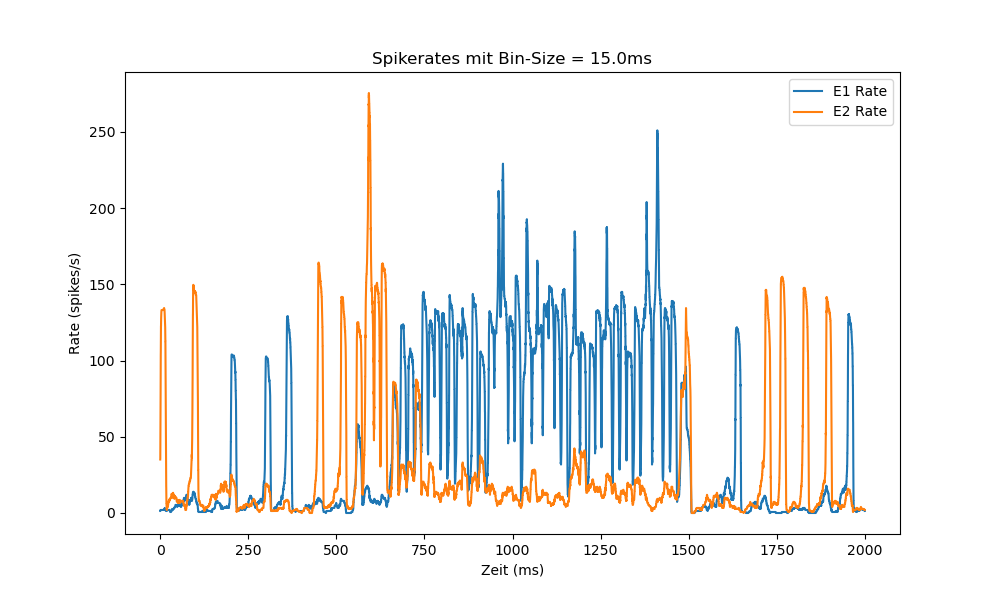 Spikerates mit Bin-Size = 15.0ms
E1 Rate
E2 Rate
250
200
150
100
50
0
Rate (spikes/s)
0 250 500 750 1000 1250 1500 1750 2000
Zeit (ms)